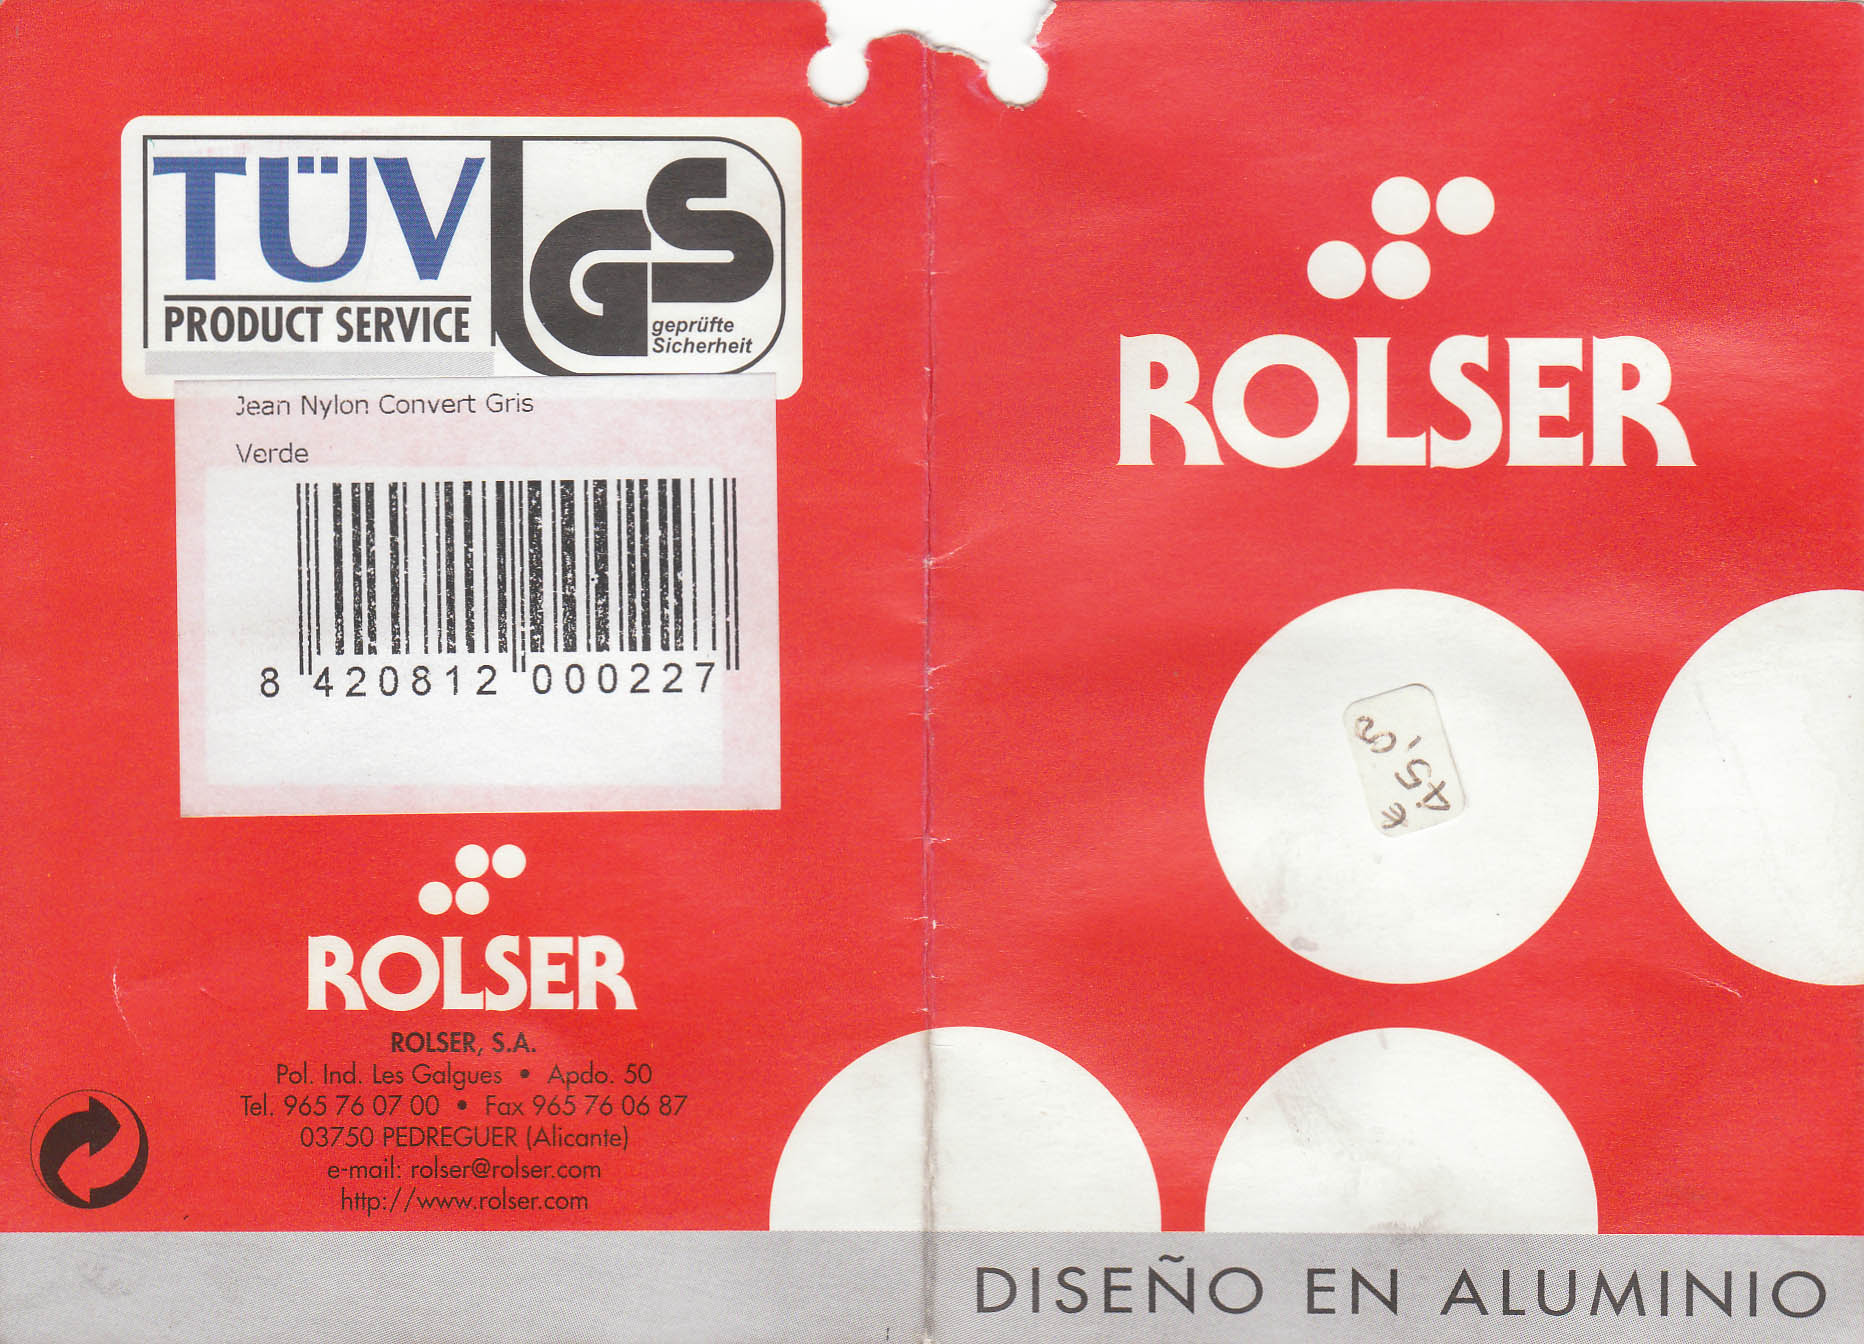 TÜV
PRODUCT SERVICE
GS
geprüfte
Sicherheit
Jean Nylon Convert Gris
Verde
8 420812 000227
ROLSER
ROLSER, S.A.
Pol. Ind. Les Galgues • Apdo. 50
Tel. 965 76 07 00 • Fax 965 76 06 87
03750 PEDREGUER (Alicante)
e-mail: rolser@rolser.com
http://www.rolser.com
ROLSER
€
45,00
DISEÑO EN ALUMINIO